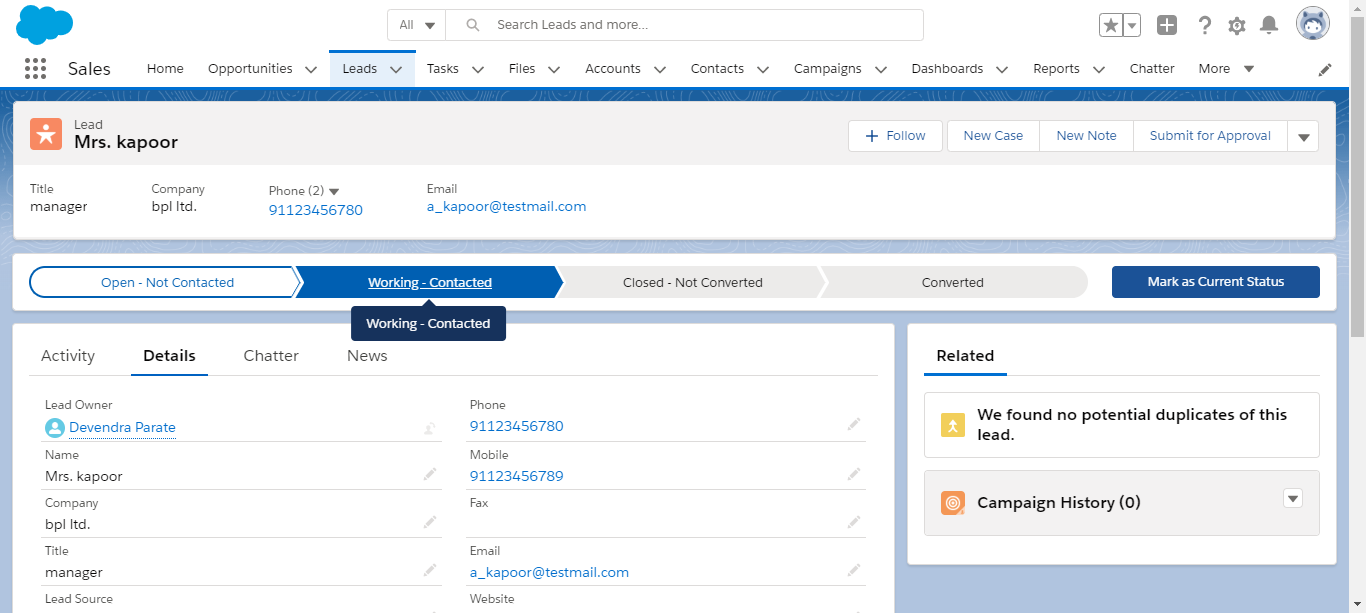 All
Search Leads and more...
Sales
Home
Opportunities
Leads
Tasks
Files
Accounts
Contacts
Campaigns
Dashboards
Reports
Chatter
More
Lead
Mrs. kapoor
Follow
New Case
New Note
Submit for Approval
Title
manager
Company
bpl ltd.
Phone (2)
91123456780
Email
a_kapoor@testmail.com
Open - Not Contacted
Working - Contacted
Closed - Not Converted
Converted
Mark as Current Status
Working - Contacted
Activity
Details
Chatter
News
Lead Owner
Devendra Parate
Name
Mrs. kapoor
Company
bpl ltd.
Title
manager
Lead Source
Phone
91123456780
Mobile
91123456789
Fax
Email
a_kapoor@testmail.com
Website
Related
We found no potential duplicates of this
lead.
Campaign History (0)